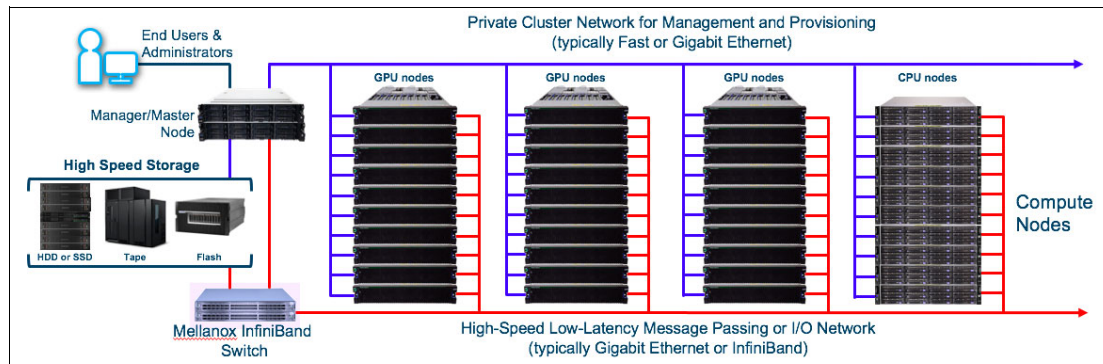 Private Cluster Network for Management and Provisioning
(typically Fast or Gigabit Ethernet)
End Users &
Administrators
GPU nodes
GPU nodes
GPU nodes
CPU nodes
Manager/Master
Node
High Speed Storage
HDD or SSD
Tape
Flash
Compute
Nodes
Mellanox InfiniBand
Switch
High-Speed Low-Latency Message Passing or I/O Network
(typically Gigabit Ethernet or InfiniBand)